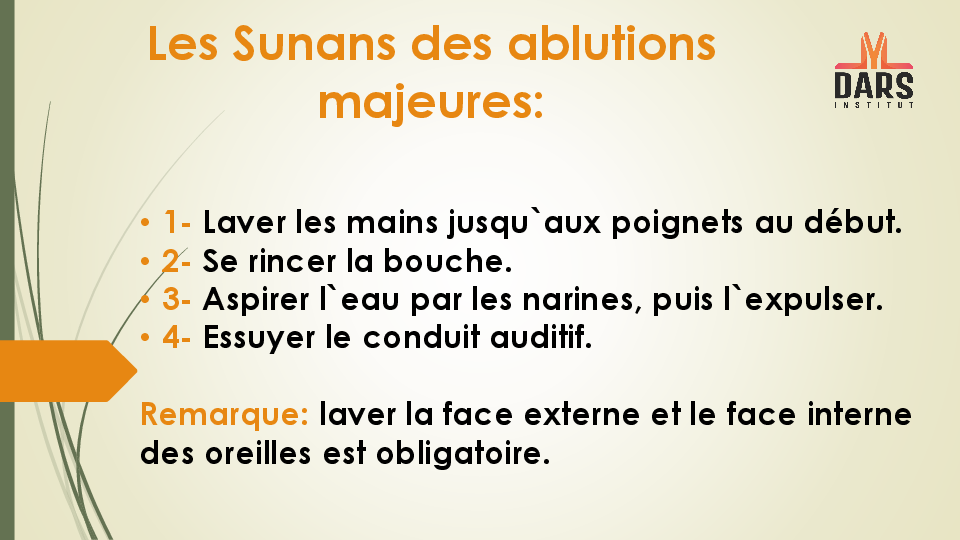 Les Sunans des ablutions
majeures:
DARS
INSTITUT
• 1- Laver les mains jusqu`aux poignets au début.
• 2- Se rincer la bouche.
• 3- Aspirer l`eau par les narines, puis l`expulser.
• 4- Essuyer le conduit auditif.
Remarque: laver la face externe et le face interne
des oreilles est obligatoire.